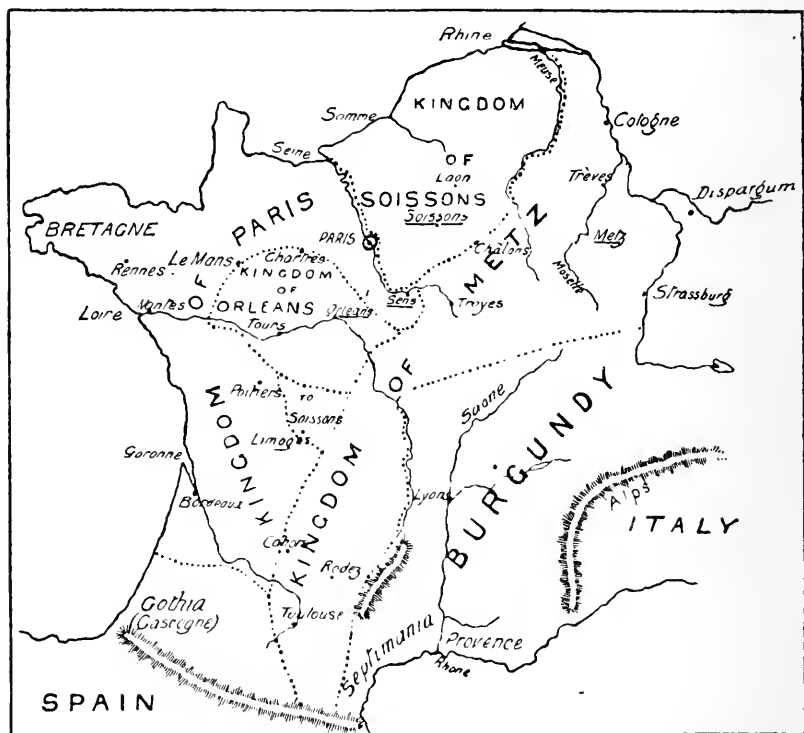 Rhine
Meuse
KINGDOM
Cologne
Somme
OF
Laon
Seine
Trèves
Dispargum
SOISSONS
Soissons
PARIS
BRETAGNE
PARIS
METZ
Metz
Châlons
Moselle
Rennes
Le Mans
Chartres
KINGDOM
OF
ORLEANS
OF
Sens
Troyes
Strassburg
Nantes
Orleans
Loire
Tours
OF
Poitiers
TO
Soissons
Saone
Limoges
KINGDOM
KINGDOM
BURGUNDY
Garonne
Bordeaux
Lyons
Alps
ITALY
Cahors
Rodez
Gothia
(Gascogne)
Toulouse
Septimania
Provence
Rhone
SPAIN